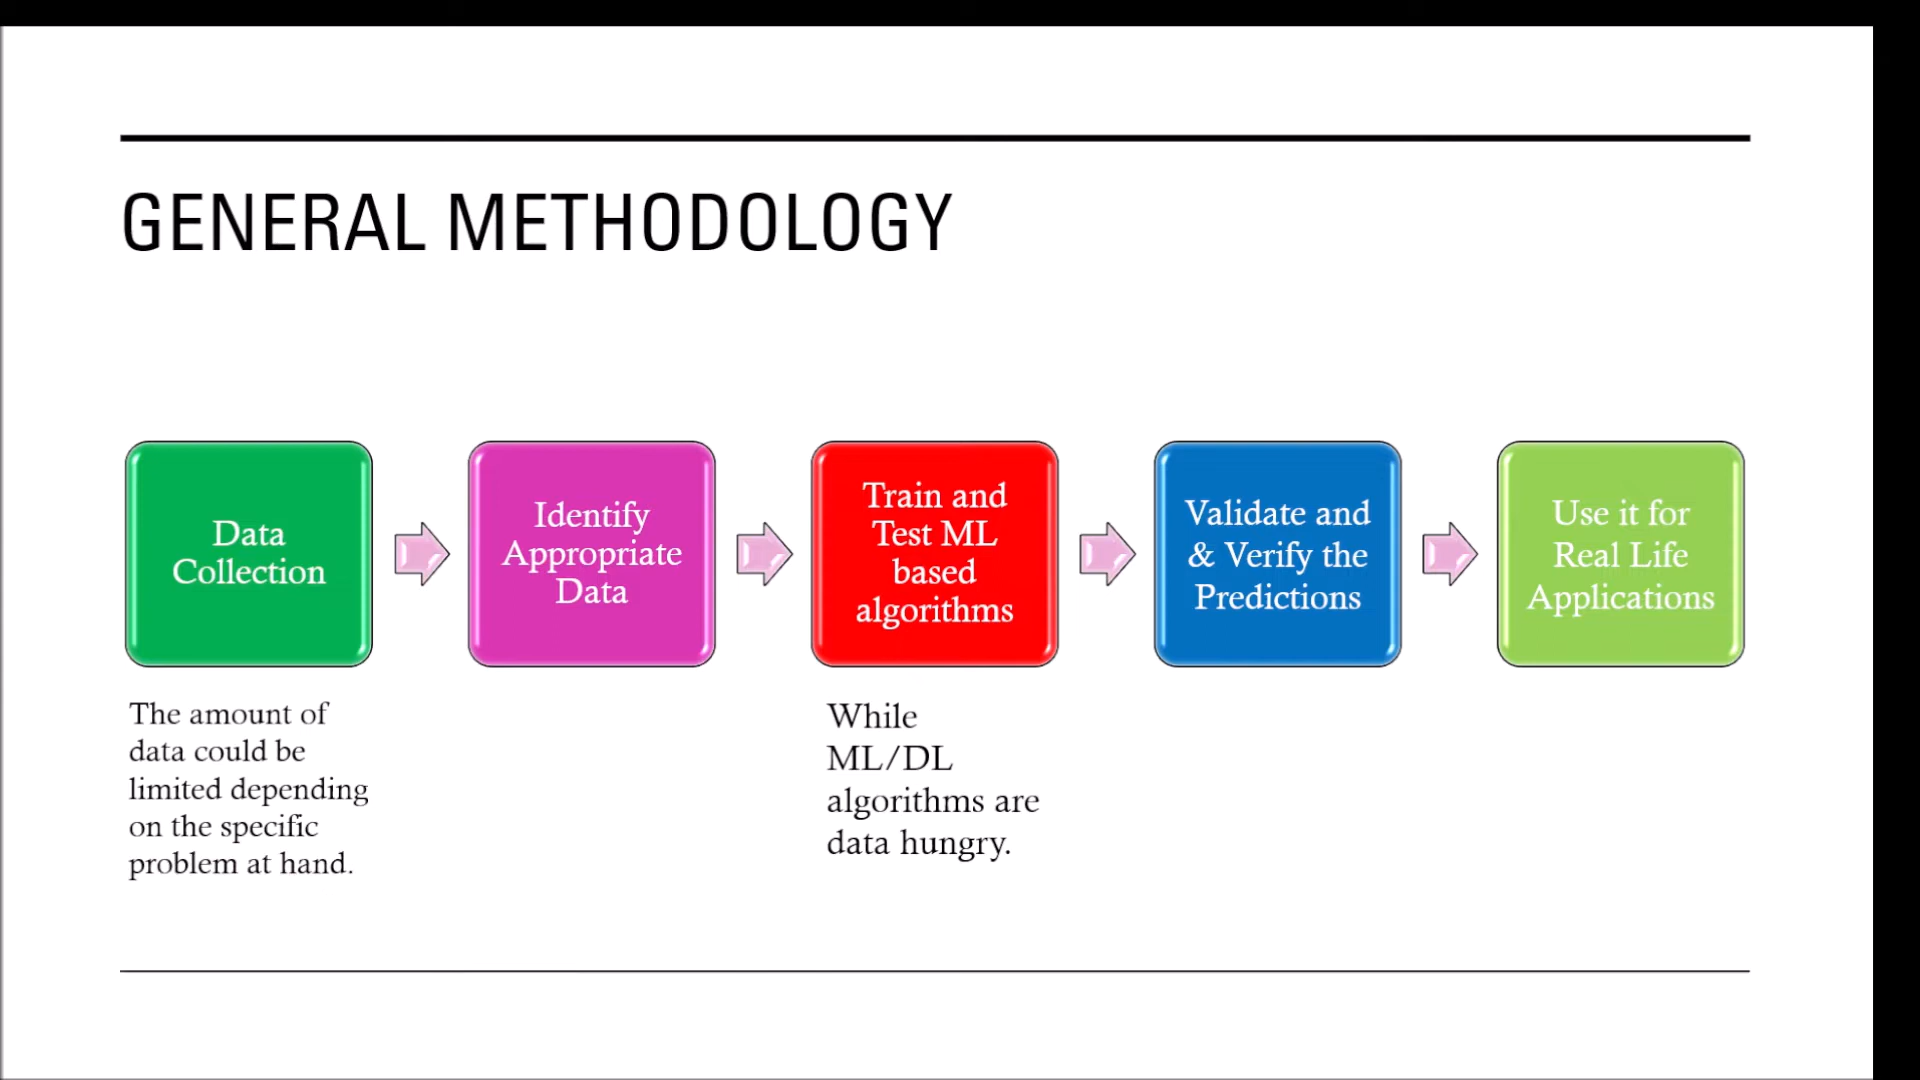 GENERAL METHODOLOGY
Data
Collection
Identify
Appropriate
Data
Train and
Test ML
based
algorithms
Validate and
& Verify the
Predictions
Use it for
Real Life
Applications
The amount of
data could be
limited depending
on the specific
problem at hand.
While
ML/DL
algorithms are
data hungry.